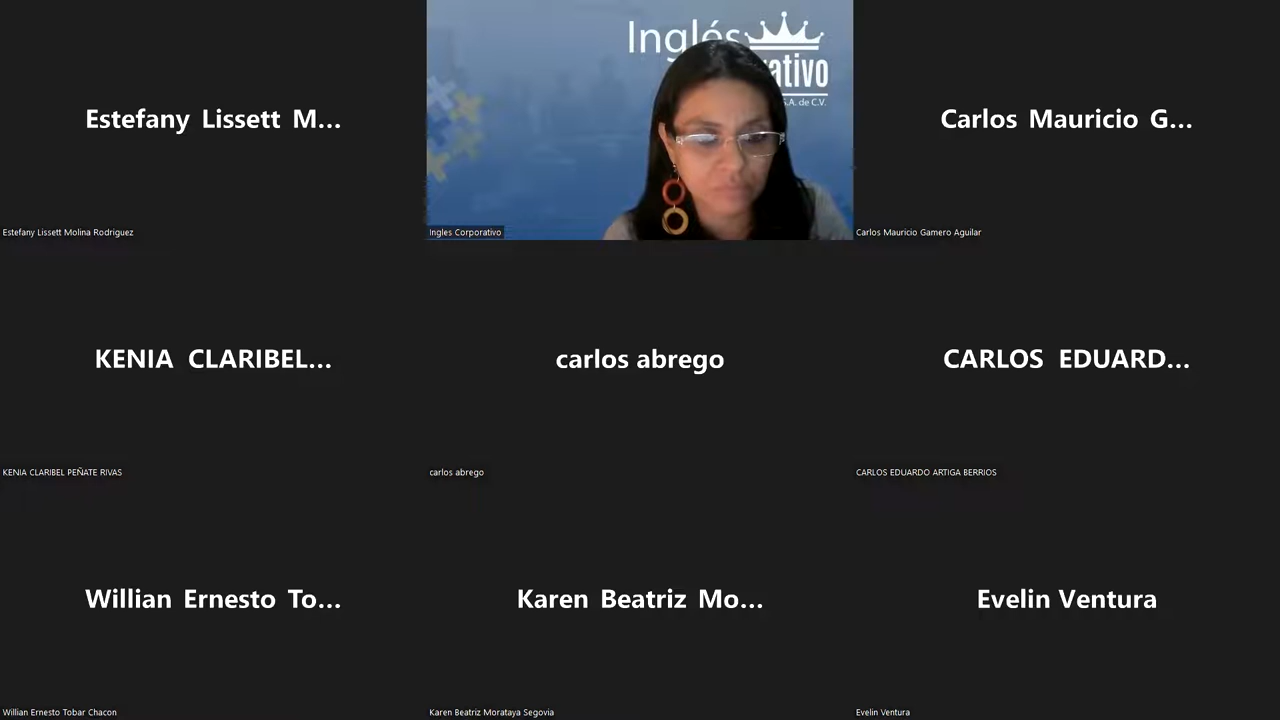 Estefany Lissett M...
Estefany Lissett Molina Rodriguez
Inglés
ativo
S.A. de C.V.
Ingles Corporativo
Carlos Mauricio G...
Carlos Mauricio Gamero Aguilar
KENIA CLARIBEL...
KENIA CLARIBEL PEÑATE RIVAS
carlos abrego
carlos abrego
CARLOS EDUARD...
CARLOS EDUARDO ARTIGA BERRIOS
Willian Ernesto To...
Willian Ernesto Tobar Chacon
Karen Beatriz Mo...
Karen Beatriz Morataya Segovia
Evelin Ventura
Evelin Ventura